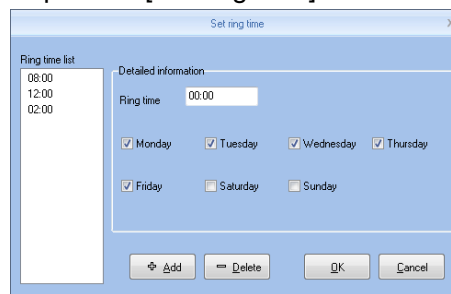 Set ring time
Ring time list
08:00
12:00
02:00
Detailed information
Ring time 00:00
Monday Tuesday Wednesday Thursday
Friday Saturday Sunday
Add Delete OK Cancel